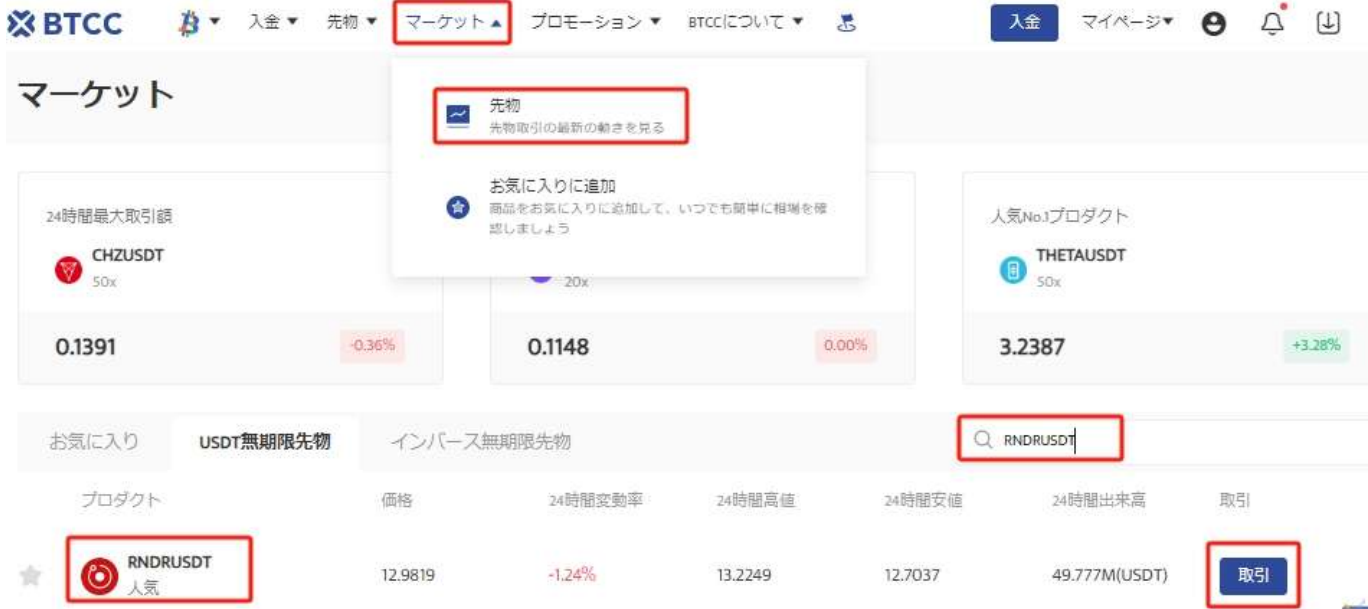 BTCC ▼ 入金 ▼ 先物 ▼ マーケット ▲ プロモーション ▼ BTCCについて ▼ 入金 マイページ▼
マーケット
先物
先物取引の最新の動きを見る
お気に入りに追加
商品をお気に入りに追加して、いつでも簡単に相場を確
認しましょう
24時間最大取引額
CHZUSDT
50x
20x
人気No.1プロダクト
THETAUSDT
50x
0.1391 -0.36%
0.1148 0.00%
3.2387 +3.28%
お気に入り USDT無期限先物 インバース無期限先物 RNDRUSDT
プロダクト 価格 24時間変動率 24時間高値 24時間安値 24時間出来高 取引
RNDRUSDT
人気
12.9819 -1.24% 13.2249 12.7037 49.777M(USDT) 取引